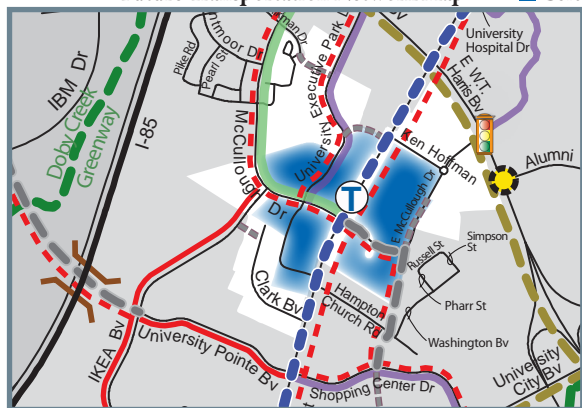 University
Hospital Dr
E. W.T.
Harris Bv
IBM Dr
Pike Rd
Pearl St
McCullough
Dr
University Executive Park
I-85
Doby Creek
Greenway
Ken Hoffman
Alumni
T
E McCullough Dr
Russell St
Simpson
St
Pharr St
Washington Bv
Clark Bv
Hampton
Church Rd
IKEA Bv
University Pointe Bv
Shopping Center Dr
University
City Bv